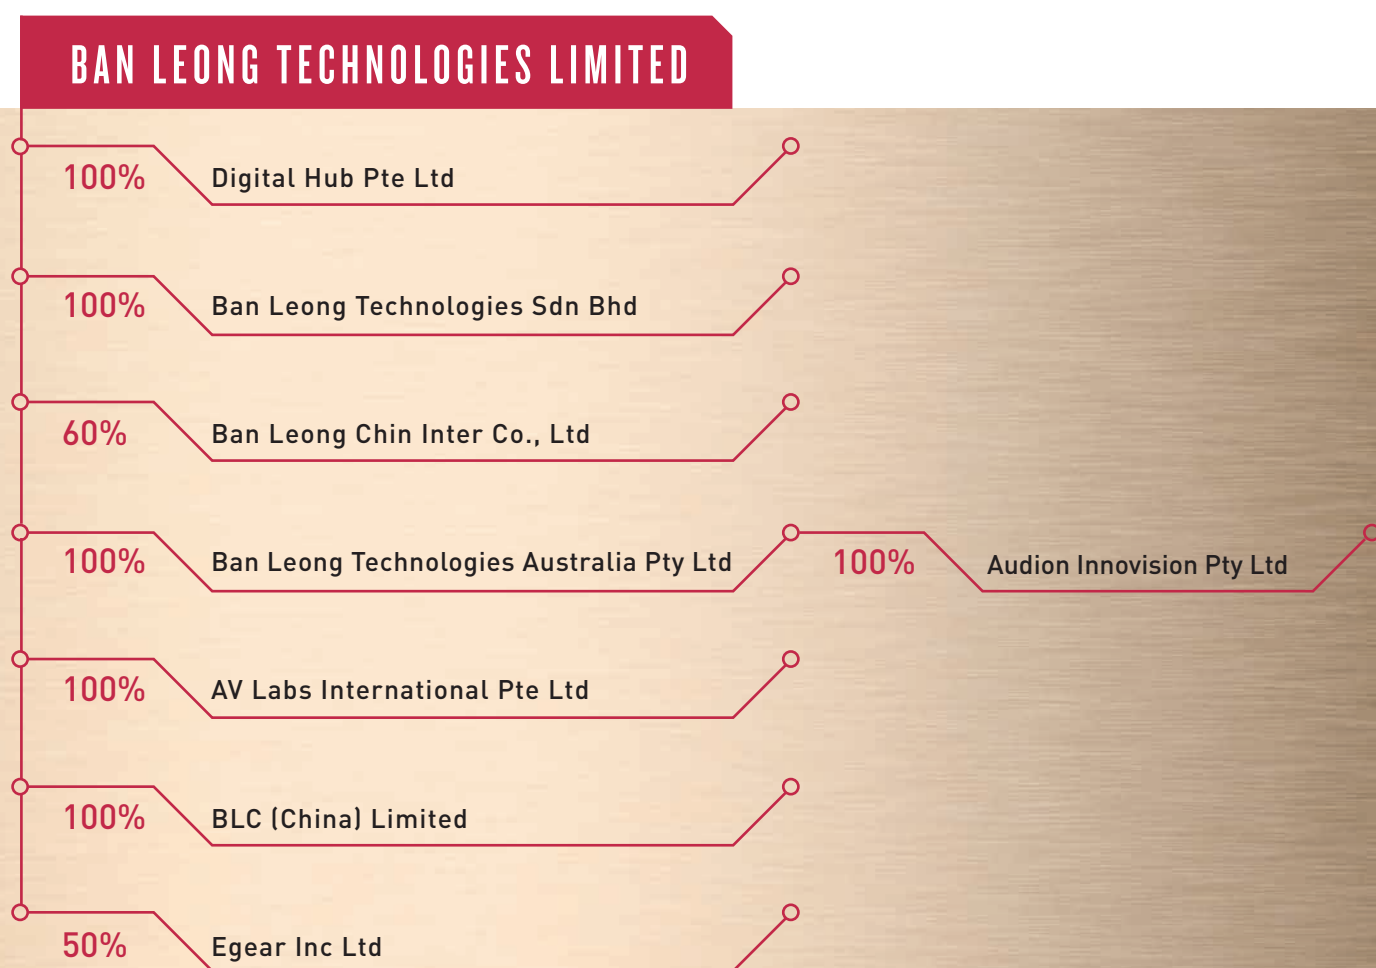 BAN LEONG TECHNOLOGIES LIMITED
100% Digital Hub Pte Ltd
100% Ban Leong Technologies Sdn Bhd
60% Ban Leong Chin Inter Co., Ltd
100% Ban Leong Technologies Australia Pty Ltd 100% Audion Innovision Pty Ltd
100% AV Labs International Pte Ltd
100% BLC (China) Limited
50% Egear Inc Ltd